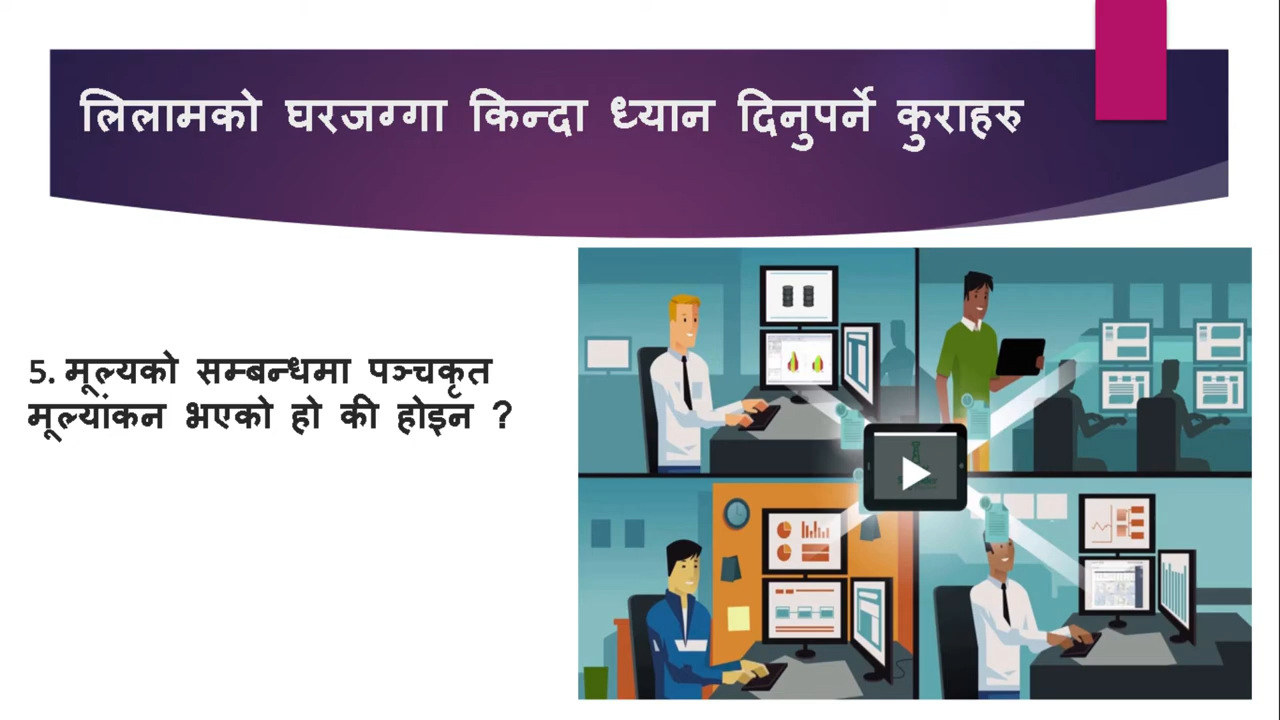 लिलामको घरजग्गा किन्दा ध्यान दिनुपर्ने कुराहरु
5. मूल्यको सम्बन्धमा पञ्चकृत
मूल्यांकन भएको हो की होइन ?